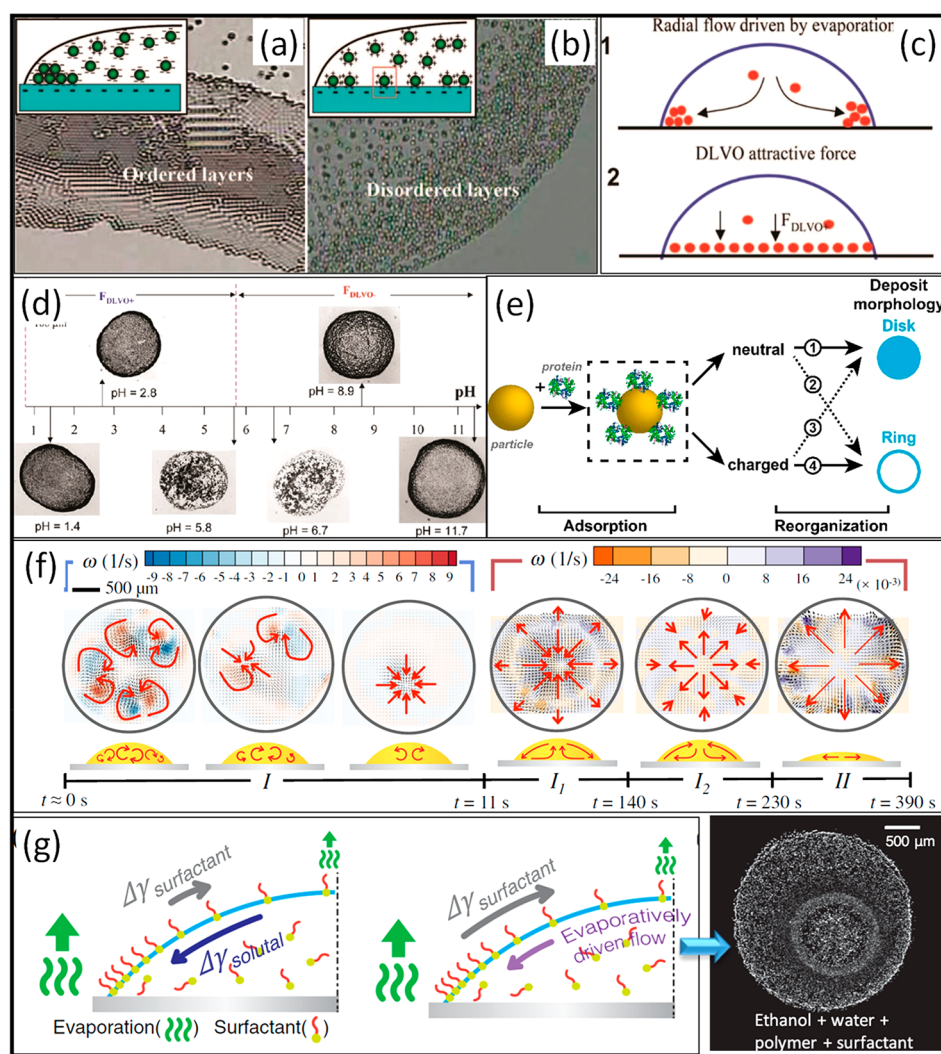 (a)
Ordered layers
(b)
Disordered layers
(c)
1
Radial flow driven by evaporation
2
DLVO attractive force
F_DLVO+
(d)
F_DLVO+
F_DLVO-
pH = 2.8
pH = 8.9
pH
1 2 3 4 5 6 7 8 9 10 11
pH = 1.4
pH = 5.8
pH = 6.7
pH = 11.7
(e)
Deposit
morphology
Disk
Ring
particle
+ protein
neutral
charged
1
2
3
4
Adsorption
Reorganization
(f)
ω (1/s)
-9 -8 -7 -6 -5 -4 -3 -2 -1 0 1 2 3 4 5 6 7 8 9
500 μm
ω (1/s)
-24 -16 -8 0 8 16 24 (× 10⁻³)
I I₁ I₂ II
t ≈ 0 s t = 11 s t = 140 s t = 230 s t = 390 s
(g)
Δγ surfactant
Δγ solutal
Evaporation( ) Surfactant( )
Δγ surfactant
Evaporatively
driven flow
500 μm
Ethanol + water +
polymer + surfactant